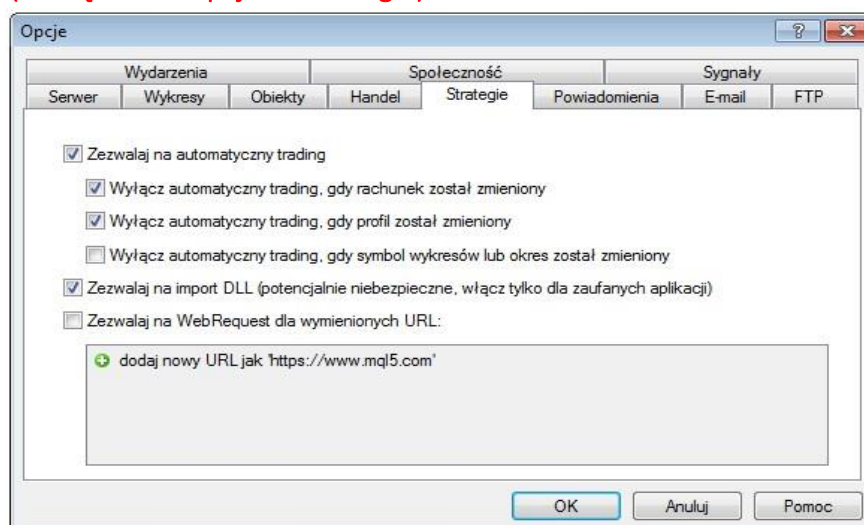 Opcje
Wydarzenia Społeczność Sygnały
Serwer Wykresy Obiekty Handel Strategie Powiadomienia E-mail FTP
Zezwalaj na automatyczny trading
Wyłącz automatyczny trading, gdy rachunek został zmieniony
Wyłącz automatyczny trading, gdy profil został zmieniony
Wyłącz automatyczny trading, gdy symbol wykresów lub okres został zmieniony
Zezwalaj na import DLL (potencjalnie niebezpieczne, włącz tylko dla zaufanych aplikacji)
Zezwalaj na WebRequest dla wymienionych URL:
dodaj nowy URL jak 'https://www.mql5.com'
OK Anuluj Pomoc